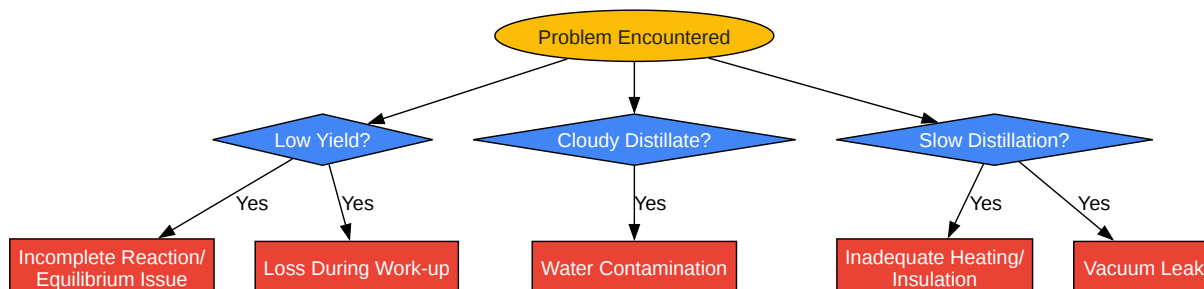 Problem Encountered
Low Yield?
Cloudy Distillate?
Slow Distillation?
Yes
Yes
Yes
Yes
Yes
Incomplete Reaction/
Equilibrium Issue
Loss During Work-up
Water Contamination
Inadequate Heating/
Insulation
Vacuum Leak